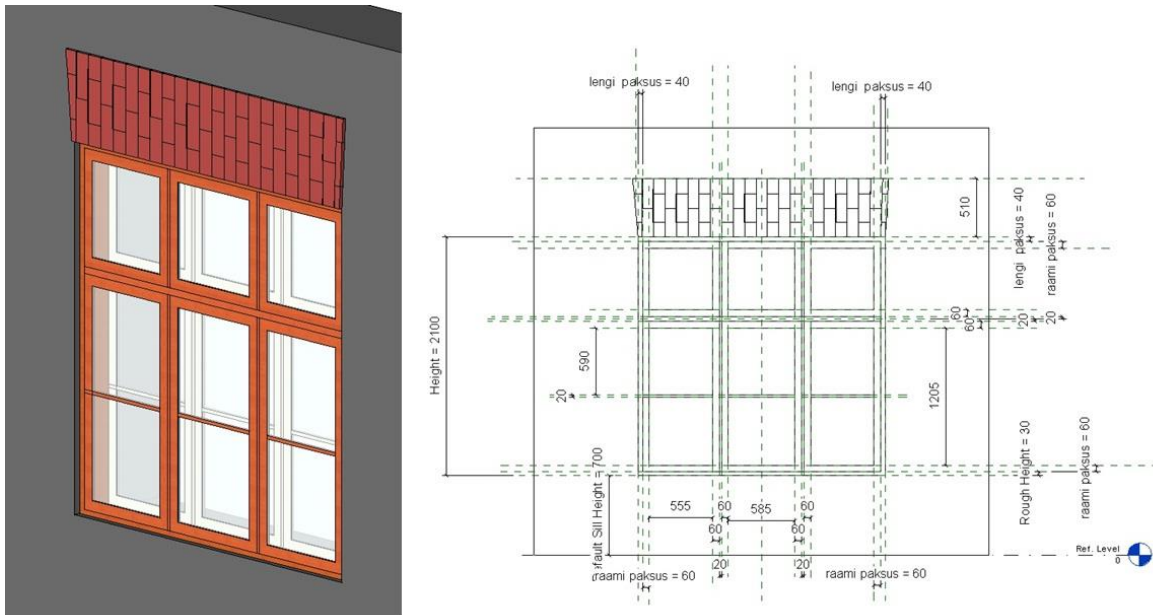 lengi paksus = 40
lengi paksus = 40
510
lengi paksus = 40
raami paksus = 60
Height = 2100
60
60
20
20
590
20
1205
Rough Height = 30
raami paksus = 60
fault Sill Height = 700
555
60
585
60
60
60
20
20
raami paksus = 60
raami paksus = 60
Ref. Level
0